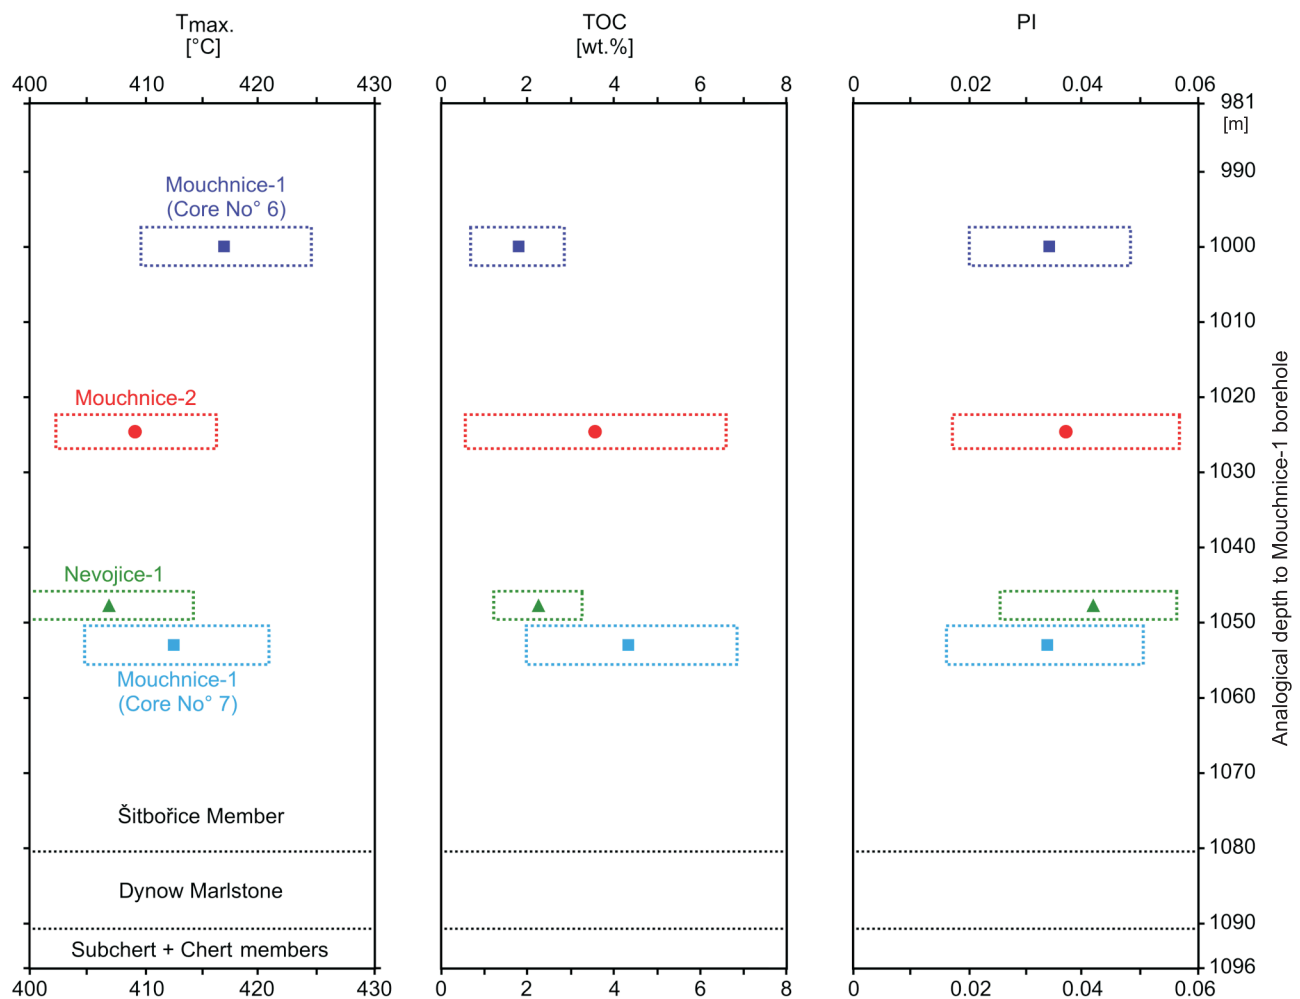 Tmax.
[°C]
TOC
[wt.%]
PI
400 410 420 430
0 2 4 6 8
0 0.02 0.04 0.06
981
[m]
990
1000
1010
1020
1030
1040
1050
1060
1070
1080
1090
1096
Analogical depth to Mouchnice-1 borehole
Mouchnice-1
(Core No° 6)
Mouchnice-2
Nevojice-1
Mouchnice-1
(Core No° 7)
Šitbořice Member
Dynow Marlstone
Subchert + Chert members
400 410 420 430
0 2 4 6 8
0 0.02 0.04 0.06